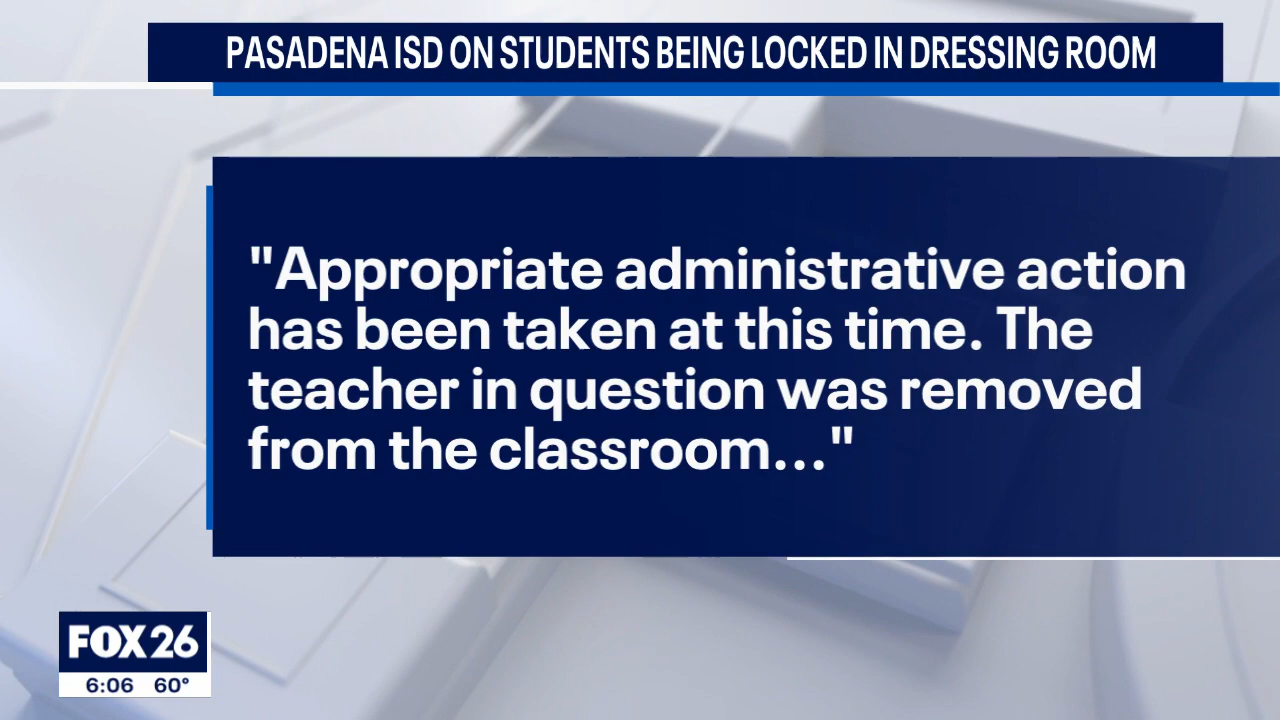 PASADENA ISD ON STUDENTS BEING LOCKED IN DRESSING ROOM
"Appropriate administrative action
has been taken at this time. The
teacher in question was removed
from the classroom..."
FOX 26
6:06 60°